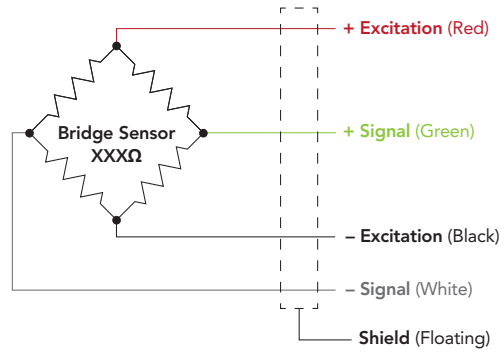 + Excitation (Red)
Bridge Sensor
XXXΩ
+ Signal (Green)
– Excitation (Black)
– Signal (White)
Shield (Floating)